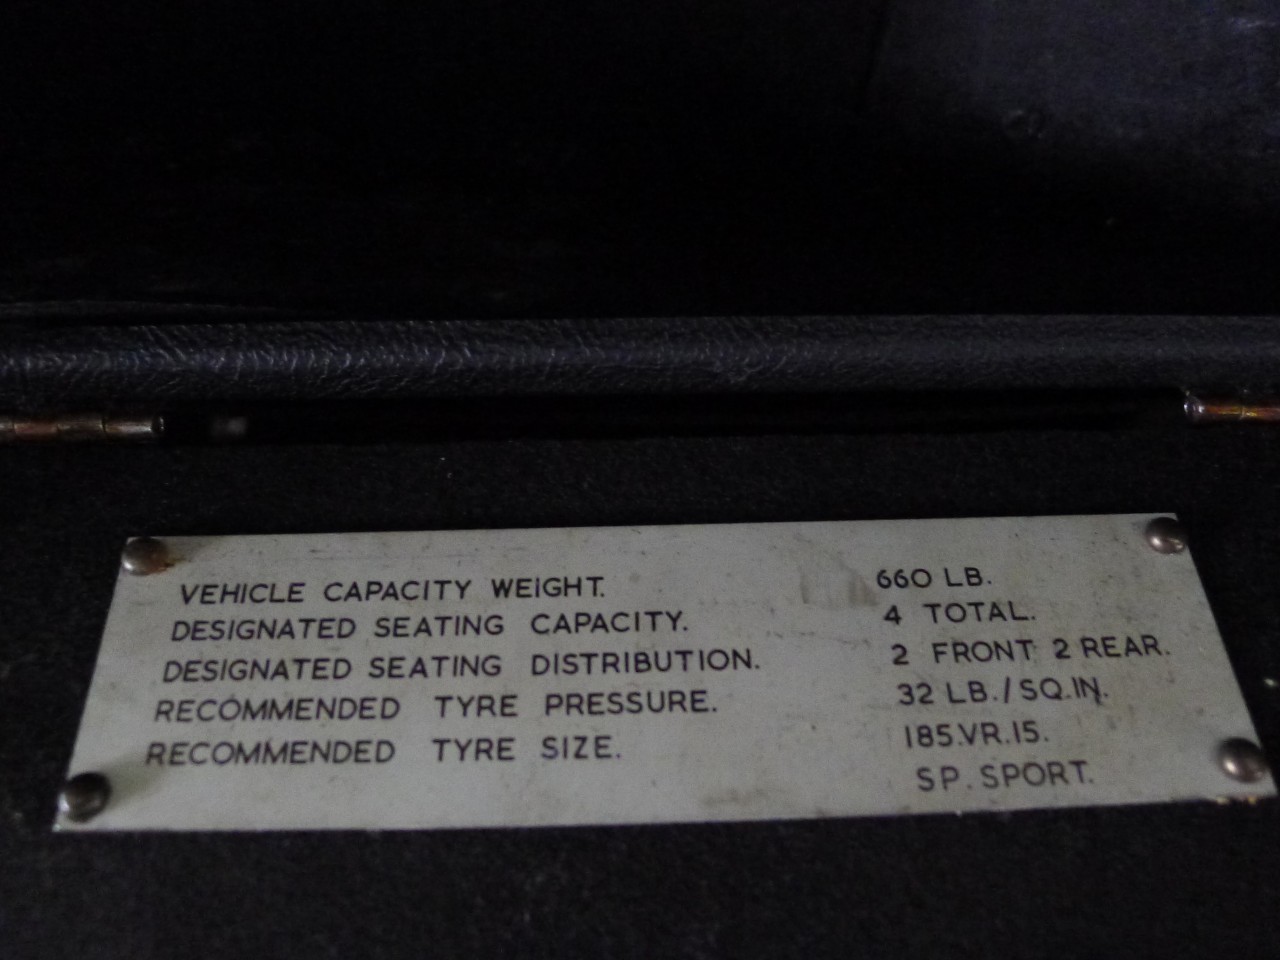 VEHICLE CAPACITY WEIGHT. 660 LB.
DESIGNATED SEATING CAPACITY. 4 TOTAL.
DESIGNATED SEATING DISTRIBUTION. 2 FRONT 2 REAR.
RECOMMENDED TYRE PRESSURE. 32 LB./SQ.IN.
RECOMMENDED TYRE SIZE. 185.VR.15.
SP. SPORT.